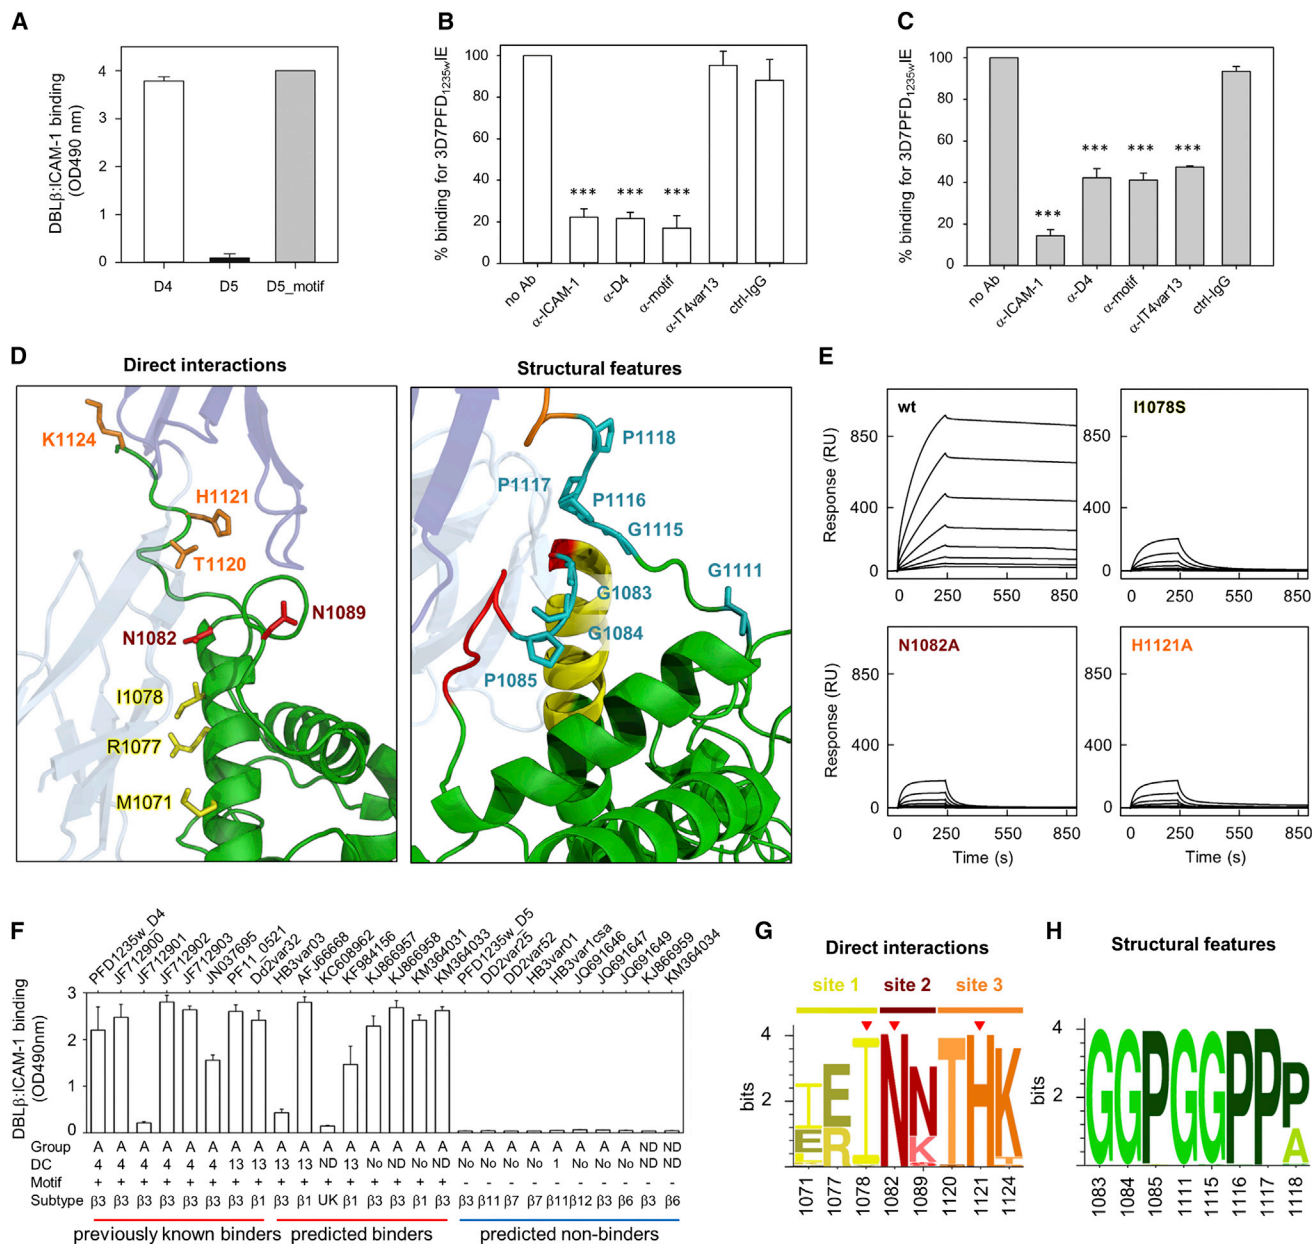 A
DBLβ:ICAM-1 binding
(OD490 nm)
4
2
0
D4
D5
D5_motif
B
% binding for 3D7PFD1235wIE
100
80
60
40
20
0
***
***
***
no Ab
α-ICAM-1
α-D4
α-motif
α-IT4var13
ctrl-IgG
C
% binding for 3D7PFD1235wIE
100
80
60
40
20
0
***
***
***
***
no Ab
α-ICAM-1
α-D4
α-motif
α-IT4var13
ctrl-IgG
D
Direct interactions
K1124
H1121
T1120
N1089
N1082
I1078
R1077
M1071
Structural features
P1118
P1117
P1116
G1115
G1111
G1083
G1084
P1085
E
wt
Response (RU)
850
400
0
0 250 550 850
I1078S
850
400
0
0 250 550 850
N1082A
Response (RU)
850
400
0
0 250 550 850
Time (s)
H1121A
850
400
0
0 250 550 850
Time (s)
F
PFD1235w_D4
JF712900
JF712901
JF712902
JF712903
JN037695
PF11_0521
Dd2var32
HB3var03
AFJ66668
KC608962
KF984156
KJ866957
KJ866958
KM364031
KM364033
PFD1235w_D5
DD2var25
DD2var52
HB3var01
HB3var1csa
JQ691646
JQ691647
JQ691649
KJ866959
KM364034
DBLβ:ICAM-1 binding
(OD490nm)
3
2
1
0
Group A A A A A A A A A A ND A A A A A A A A A A A A A ND ND
DC 4 4 4 4 4 4 13 13 13 13 ND 13 No ND No No No No No No 1 No No No ND ND
Motif + + + + + + + + + + + + + + + + - - - - - - - - - -
Subtype β3 β3 β3 β3 β3 β3 β3 β1 β3 β1 UK β1 β3 β3 β1 β3 β3 β11 β7 β7 β11 β12 β3 β6 β3 β6
previously known binders
predicted binders
predicted non-binders
G
Direct interactions
site 1
site 2
site 3
bits
4
2
1071 1077 1078 1082 1089 1120 1121 1124
H
Structural features
bits
4
2
GGPGGPPP
A
1083 1084 1085 1111 1115 1116 1117 1118